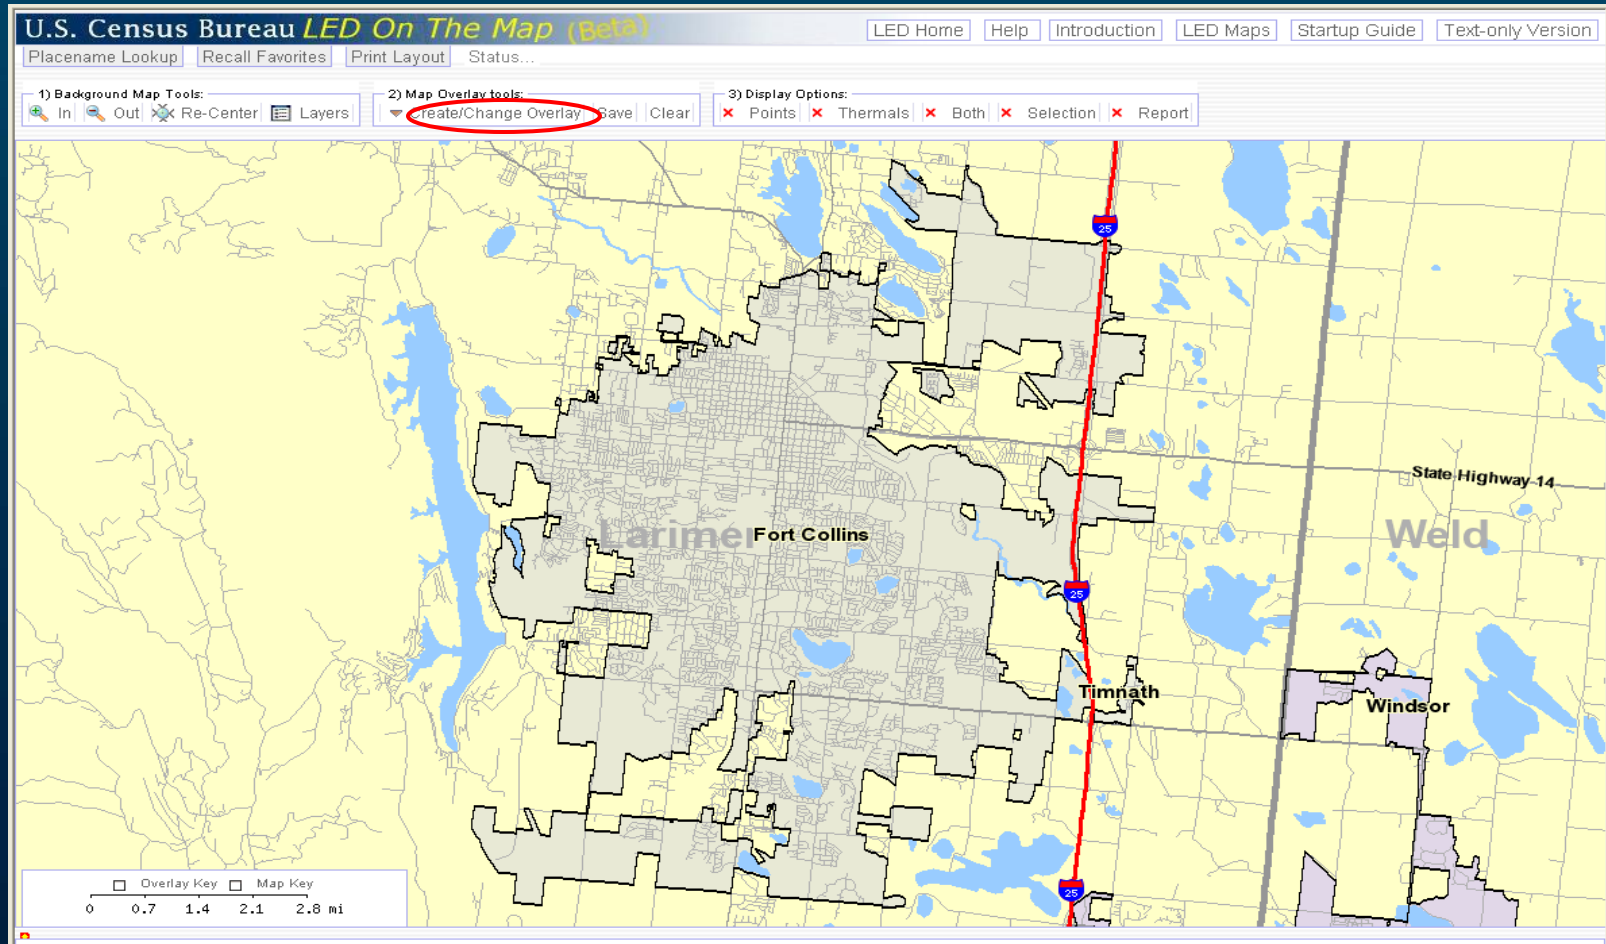 U.S. Census Bureau LED On The Map (Beta)
LED Home Help Introduction LED Maps Startup Guide Text-only Version
Placename Lookup Recall Favorites Print Layout Status...
1) Background Map Tools: 2) Map Overlay tools: 3) Display Options:
In Out Re-Center Layers Create/Change Overlay Save Clear Points Thermals Both Selection Report
25
State Highway 14
Larimer Fort Collins Weld
25
Timnath
Windsor
Overlay Key Map Key
25
0 0.7 1.4 2.1 2.8 mi